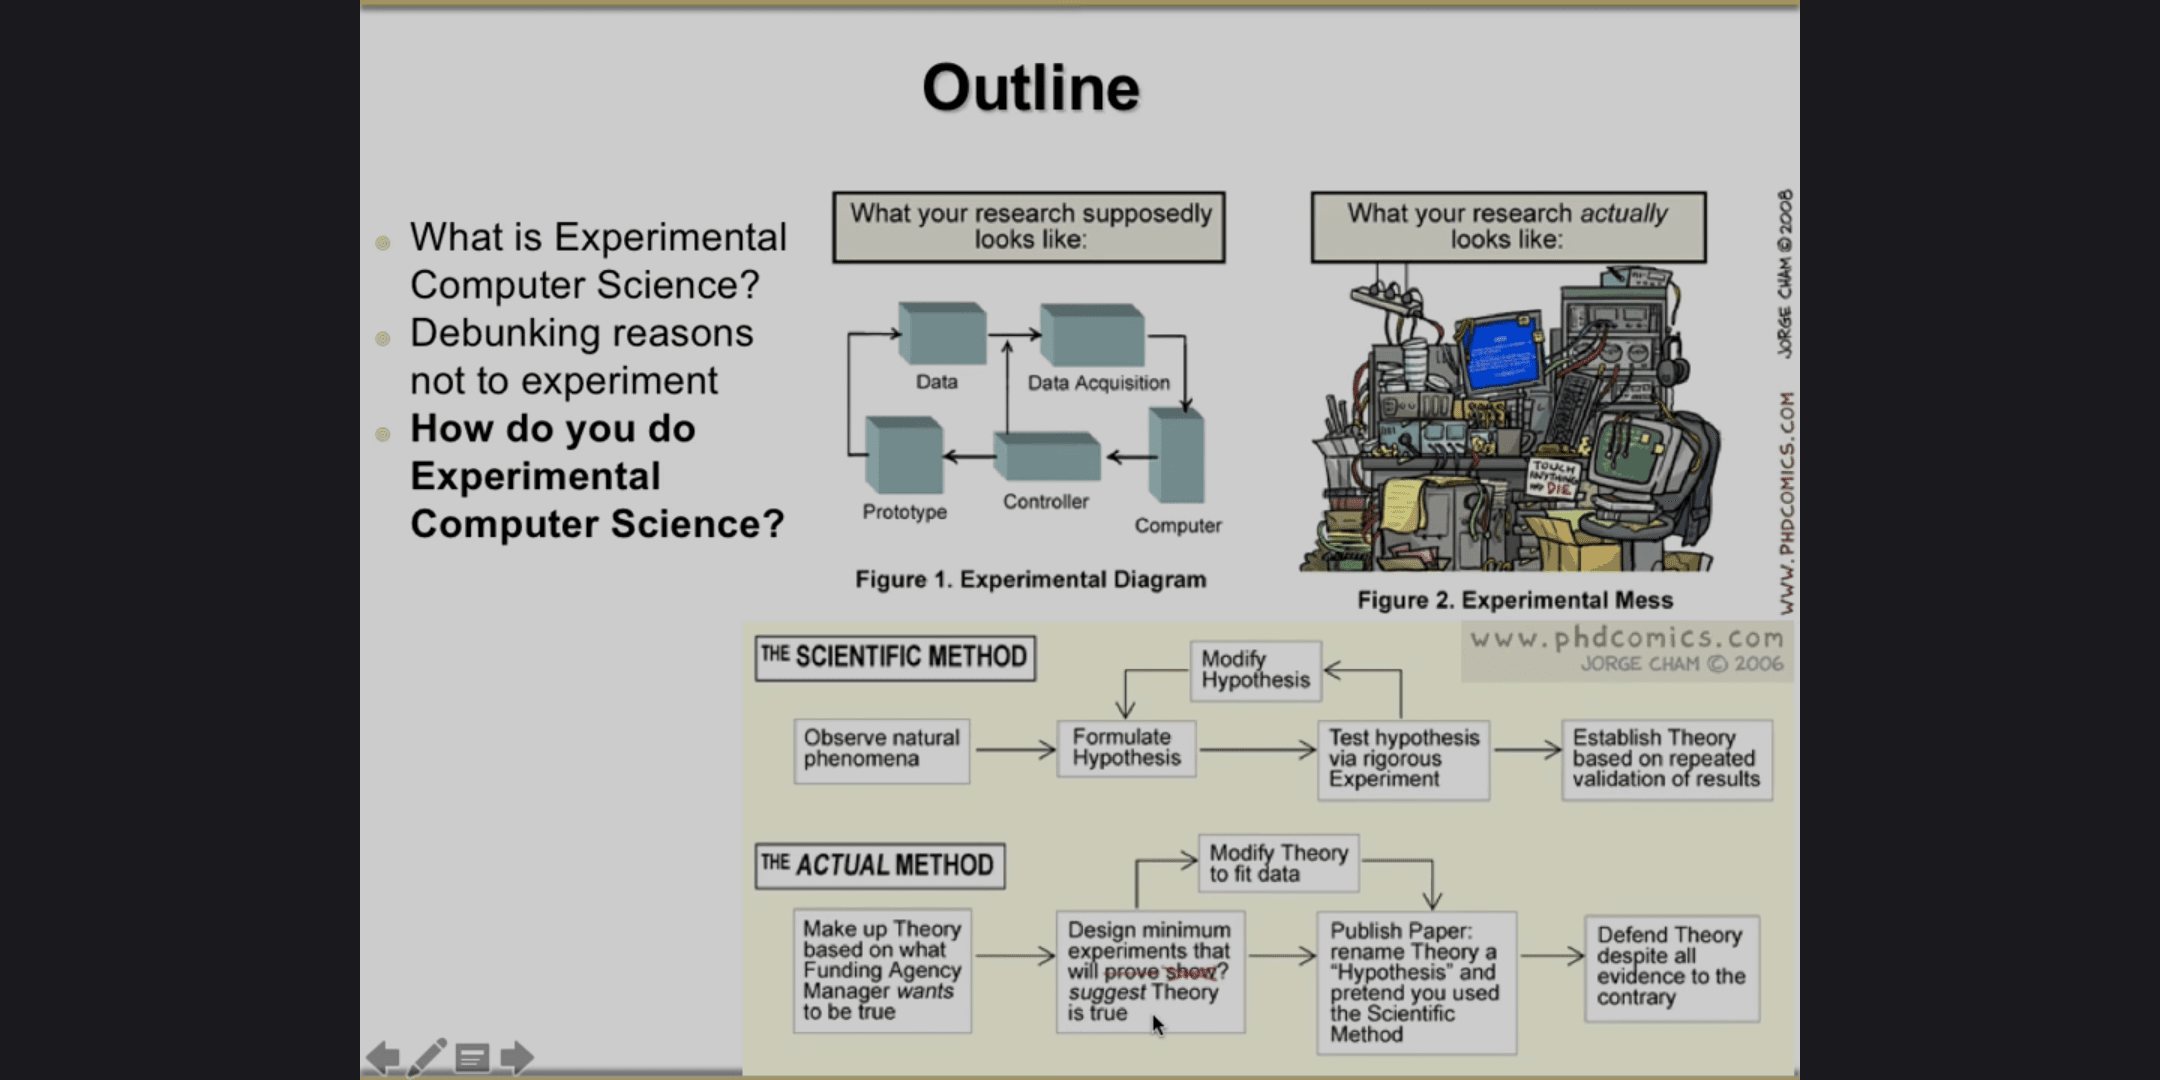 Outline
What is Experimental
Computer Science?
Debunking reasons
not to experiment
How do you do
Experimental
Computer Science?
What your research supposedly
looks like:
Data
Data Acquisition
Prototype
Controller
Computer
Figure 1. Experimental Diagram
What your research actually
looks like:
TOUCH
ANYTHING
AND DIE
Figure 2. Experimental Mess
WWW.PHDCOMICS.COM JORGE CHAM © 2008
www.phdcomics.com
JORGE CHAM © 2006
THE SCIENTIFIC METHOD
Modify
Hypothesis
Observe natural
phenomena
Formulate
Hypothesis
Test hypothesis
via rigorous
Experiment
Establish Theory
based on repeated
validation of results
THE ACTUAL METHOD
Modify Theory
to fit data
Make up Theory
based on what
Funding Agency
Manager wants
to be true
Design minimum
experiments that
will prove show?
suggest Theory
is true
Publish Paper:
rename Theory a
“Hypothesis” and
pretend you used
the Scientific
Method
Defend Theory
despite all
evidence to the
contrary